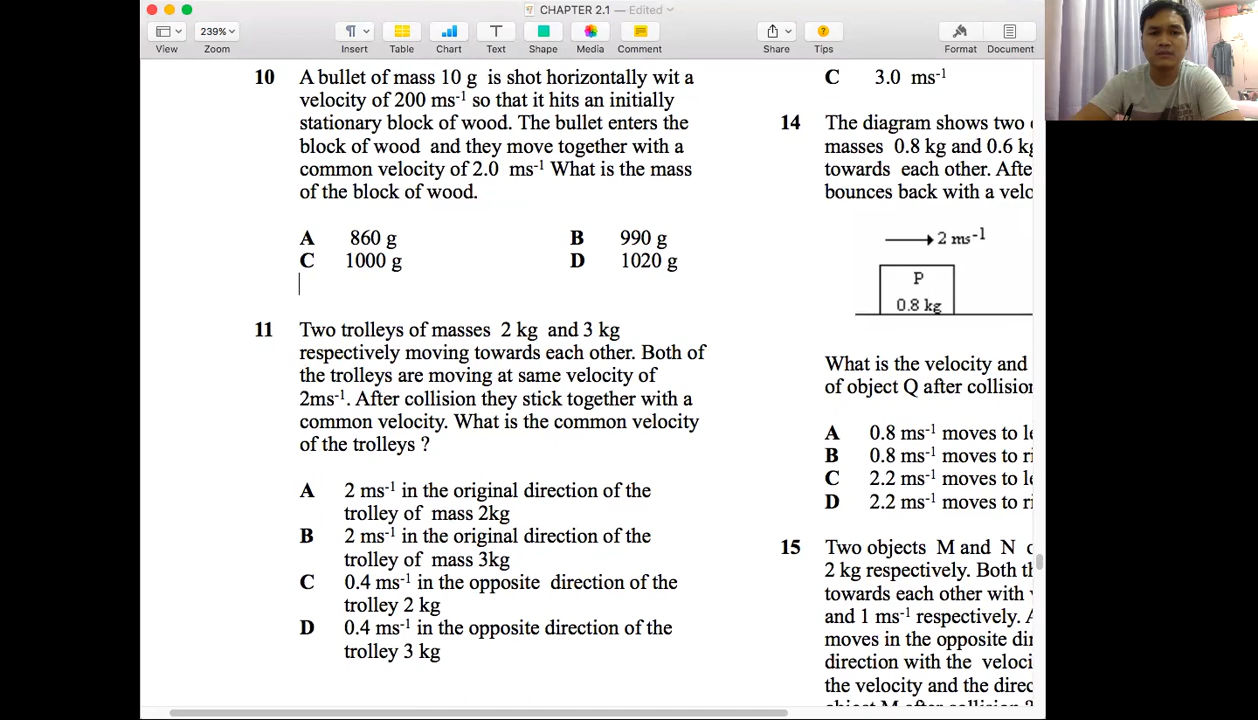 CHAPTER 2.1 — Edited
239%
View
Zoom
Insert
Table
Chart
Text
Shape
Media
Comment
Share
Tips
Format
Document
10 A bullet of mass 10 g is shot horizontally wit a
velocity of 200 ms⁻¹ so that it hits an initially
stationary block of wood. The bullet enters the
block of wood and they move together with a
common velocity of 2.0 ms⁻¹ What is the mass
of the block of wood.
A 860 g B 990 g
C 1000 g D 1020 g
11 Two trolleys of masses 2 kg and 3 kg
respectively moving towards each other. Both of
the trolleys are moving at same velocity of
2ms⁻¹. After collision they stick together with a
common velocity. What is the common velocity
of the trolleys ?
A 2 ms⁻¹ in the original direction of the
trolley of mass 2kg
B 2 ms⁻¹ in the original direction of the
trolley of mass 3kg
C 0.4 ms⁻¹ in the opposite direction of the
trolley 2 kg
D 0.4 ms⁻¹ in the opposite direction of the
trolley 3 kg
C 3.0 ms⁻¹
14 The diagram shows two
masses 0.8 kg and 0.6 kg
towards each other. Afte
bounces back with a velo
2 ms⁻¹
P
0.8 kg
What is the velocity and
of object Q after collision
A 0.8 ms⁻¹ moves to le
B 0.8 ms⁻¹ moves to ri
C 2.2 ms⁻¹ moves to le
D 2.2 ms⁻¹ moves to ri
15 Two objects M and N
2 kg respectively. Both th
towards each other with
and 1 ms⁻¹ respectively.
moves in the opposite dir
direction with the veloci
the velocity and the direc